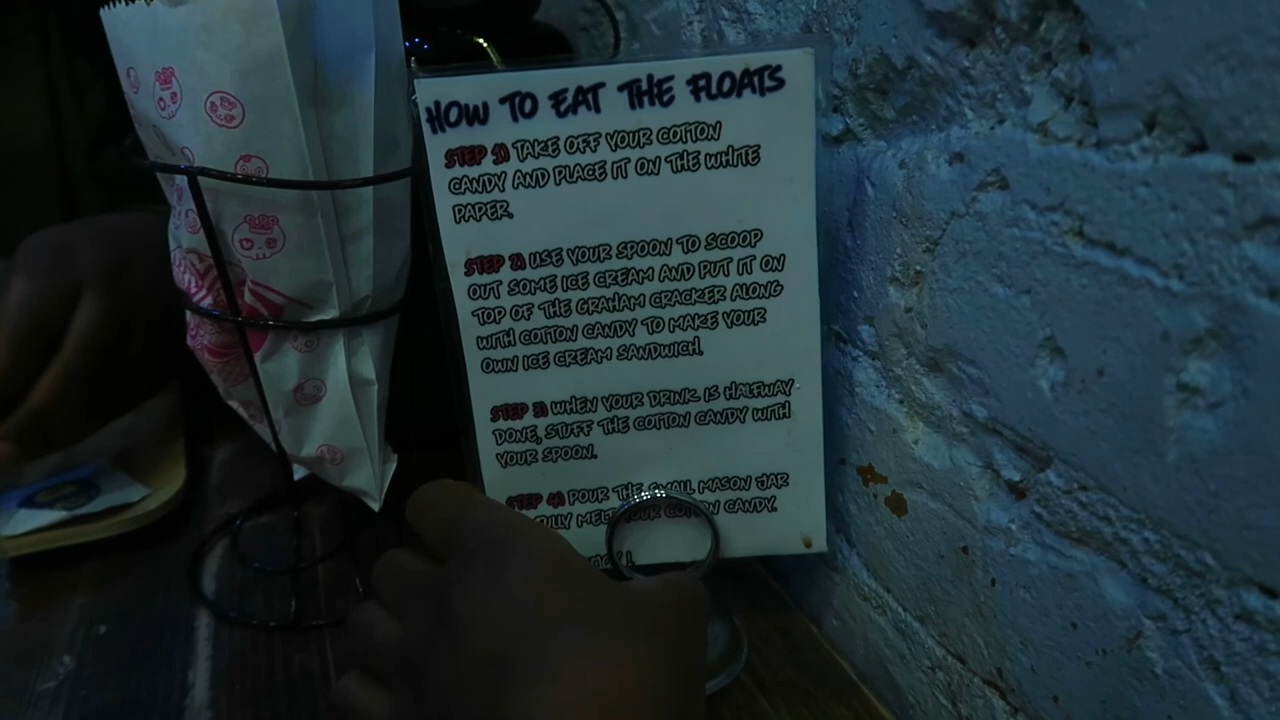 HOW TO EAT THE FLOATS
STEP 1) TAKE OFF YOUR COTTON
CANDY AND PLACE IT ON THE WHITE
PAPER.
STEP 2) USE YOUR SPOON TO SCOOP
OUT SOME ICE CREAM AND PUT IT ON
TOP OF THE GRAHAM CRACKER ALONG
WITH COTTON CANDY TO MAKE YOUR
OWN ICE CREAM SANDWICH.
STEP 3) WHEN YOUR DRINK IS HALFWAY
DONE, STUFF THE COTTON CANDY WITH
YOUR SPOON.
STEP 4) POUR THE SMALL MASON JAR
YOUR COTTON CANDY.